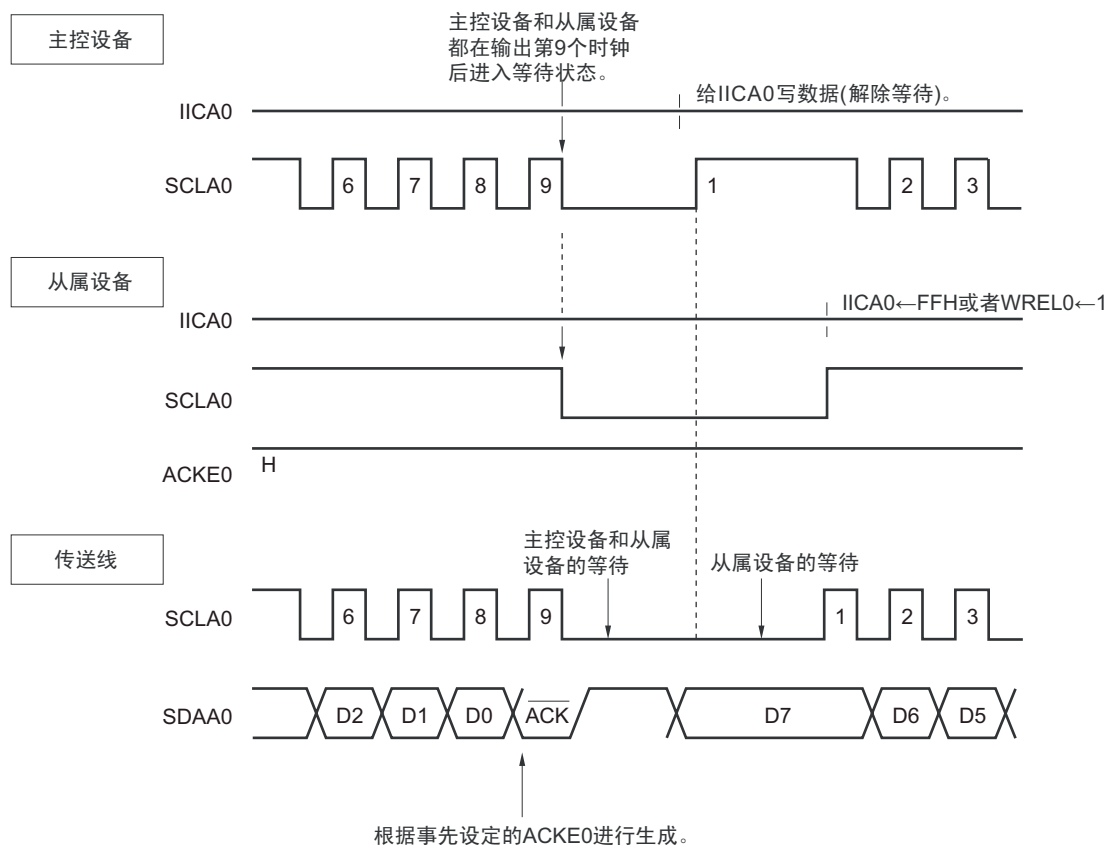 主控设备
主控设备和从属设备
都在输出第9个时钟
后进入等待状态。
给IICA0写数据(解除等待)。
IICA0
SCLA0
6 7 8 9 1 2 3
从属设备
IICA0←FFH或者WREL0←1
IICA0
SCLA0
ACKE0 H
传送线
主控设备和从属
设备的等待
从属设备的等待
SCLA0
6 7 8 9 1 2 3
SDAA0
D2 D1 D0 ACK D7 D6 D5
根据事先设定的ACKE0进行生成。